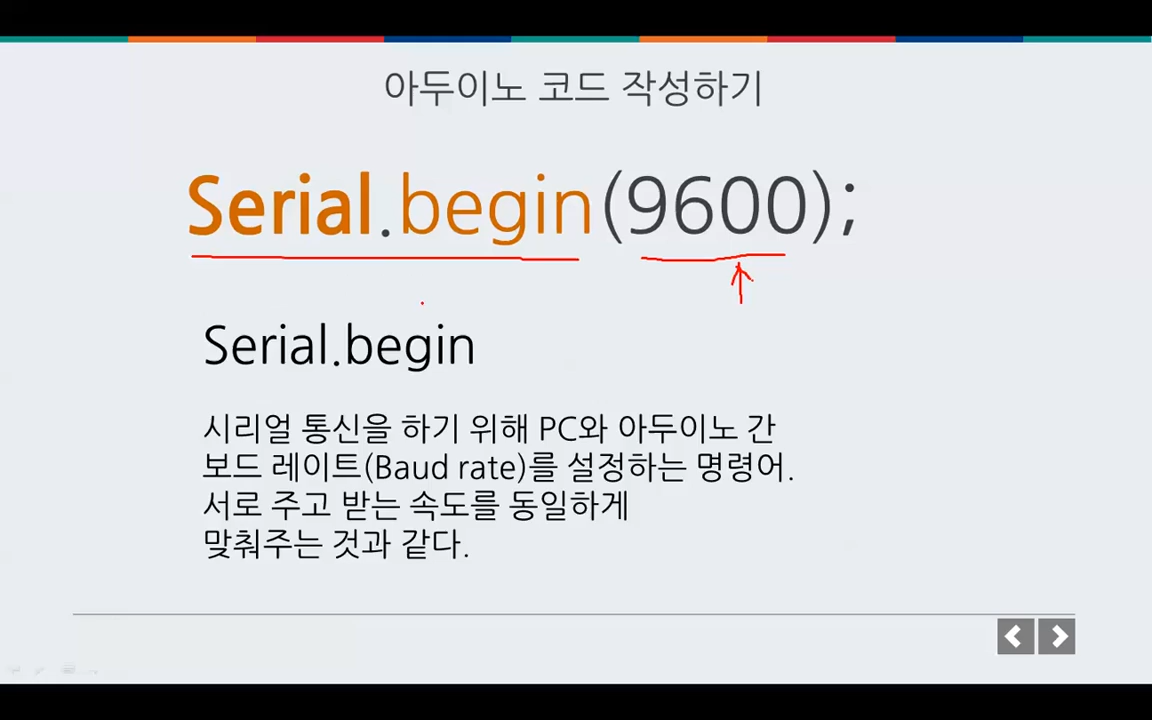 아두이노 코드 작성하기
Serial.begin(9600);
Serial.begin
시리얼 통신을 하기 위해 PC와 아두이노 간
보드 레이트(Baud rate)를 설정하는 명령어.
서로 주고 받는 속도를 동일하게
맞춰주는 것과 같다.